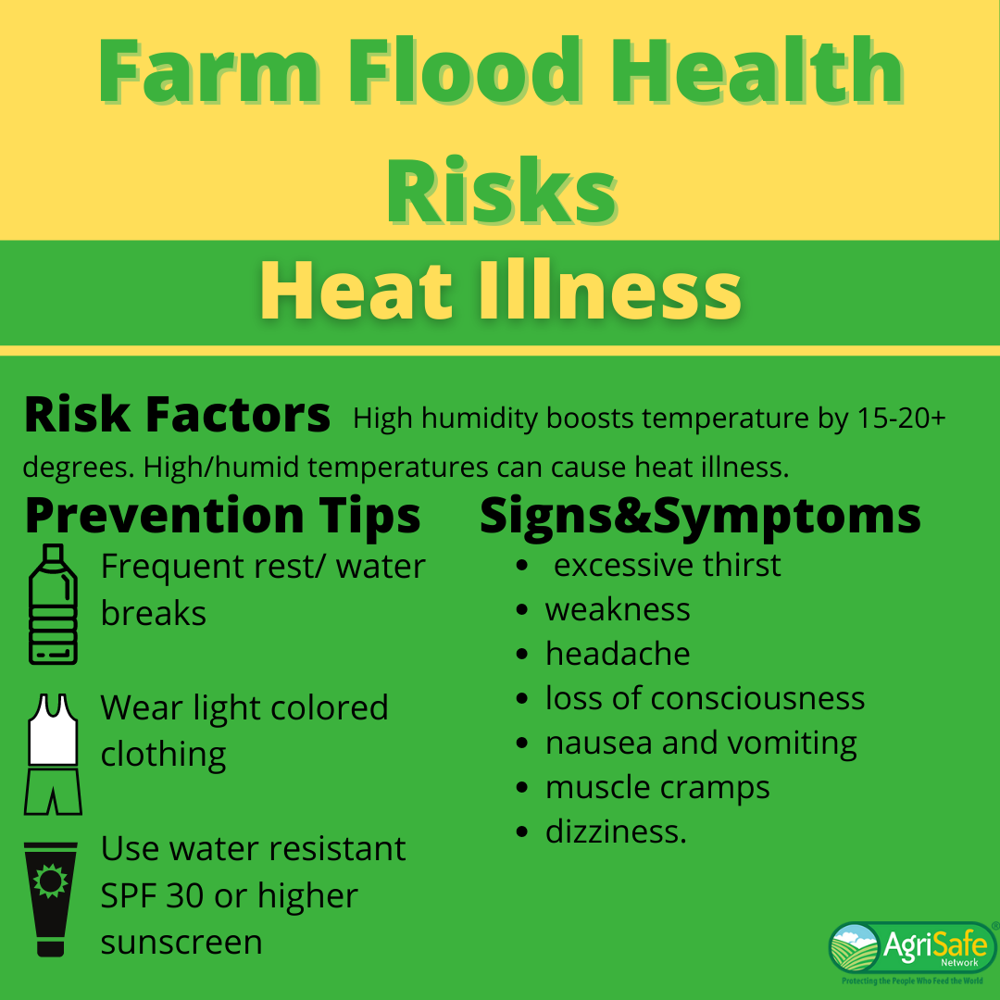 Farm Flood Health
Risks
Heat Illness
Risk Factors High humidity boosts temperature by 15-20+
degrees. High/humid temperatures can cause heat illness.
Prevention Tips
Frequent rest/ water
breaks
Wear light colored
clothing
Use water resistant
SPF 30 or higher
sunscreen
Signs&Symptoms
• excessive thirst
• weakness
• headache
• loss of consciousness
• nausea and vomiting
• muscle cramps
• dizziness.
AgriSafe ®
Network
Protecting the People Who Feed the World